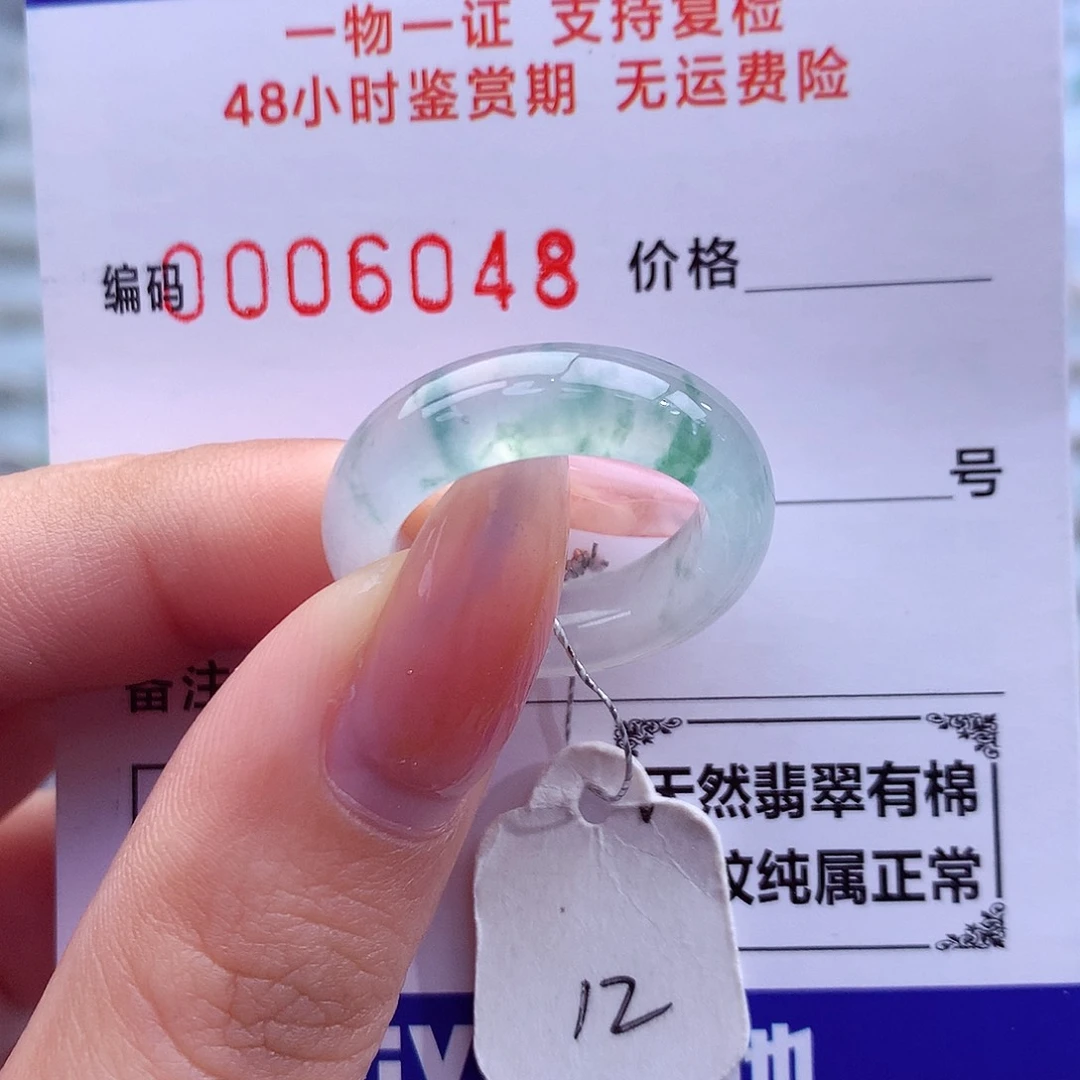 一物一证 支持复检
48小时鉴赏期 无运费险
编码0006048 价格
号
备注
天然翡翠有棉
纹纯属正常
12
地